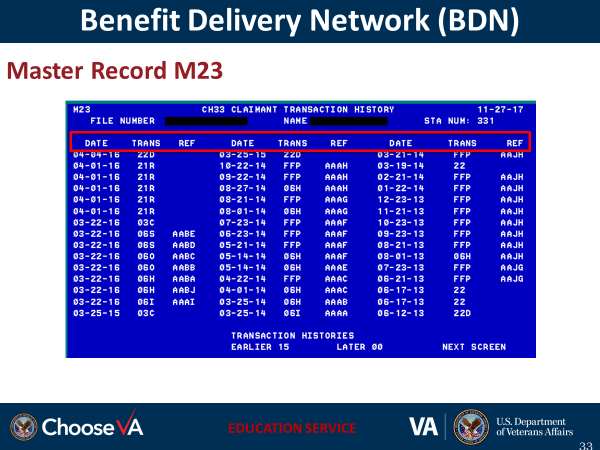 Benefit Delivery Network (BDN)
Master Record M23
M23 CH33 CLAIMANT TRANSACTION HISTORY 11-27-17
FILE NUMBER NAME STA NUM: 331
DATE TRANS REF DATE TRANS REF DATE TRANS REF
04-04-16 22D 03-25-15 22D 03-21-14 FFP AAJH
04-01-16 21R 10-22-14 FFP AAAH 03-19-14 22
04-01-16 21R 09-22-14 FFP AAAH 02-21-14 FFP AAJH
04-01-16 21R 08-27-14 06H AAAH 01-22-14 FFP AAJH
04-01-16 21R 08-21-14 FFP AAAG 12-23-13 FFP AAJH
04-01-16 21R 08-01-14 06H AAAG 11-21-13 FFP AAJH
03-22-16 03C 07-23-14 FFP AAAF 10-23-13 FFP AAJH
03-22-16 06S AABE 06-23-14 FFP AAAF 09-23-13 FFP AAJH
03-22-16 06S AABD 05-21-14 FFP AAAF 08-21-13 FFP AAJH
03-22-16 06O AABC 05-14-14 06H AAAF 08-01-13 06H AAJH
03-22-16 06O AABB 05-14-14 06H AAAE 07-23-13 FFP AAJG
03-22-16 06H AABA 04-22-14 FFP AAAC 06-21-13 FFP AAJG
03-22-16 06H AABJ 04-01-14 06H AAAC 06-17-13 22
03-22-16 06I AAAI 03-25-14 06H AAAB 06-17-13 22
03-25-15 03C 03-25-14 06I AAAA 06-12-13 22D
TRANSACTION HISTORIES
EARLIER 15 LATER 00 NEXT SCREEN
ChooseVA
EDUCATION SERVICE
VA
U.S. Department
of Veterans Affairs
33